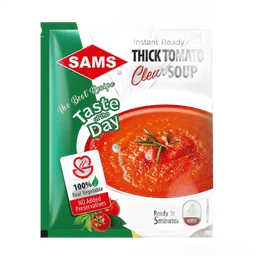 SAMS
Instant Ready
THICK TOMATO
Clear SOUP
The Best Recipe
Taste
of the
Day
100%
Real Vegetable
NO Added
Preservatives
Ready In
5 minutes